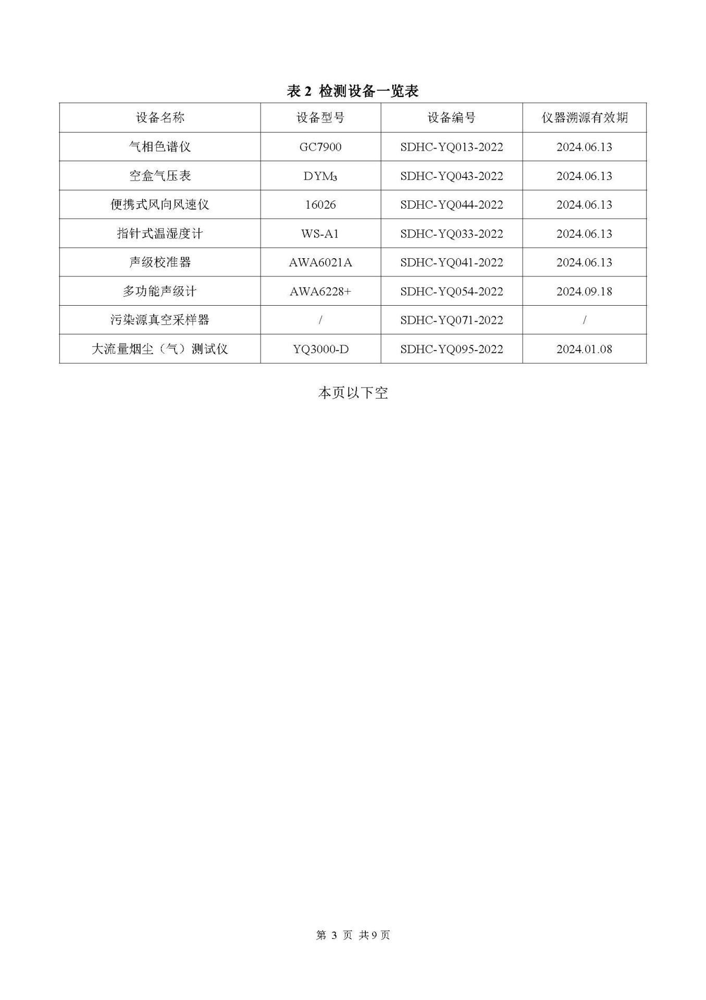 表 2 检测设备一览表
设备名称 设备型号 设备编号 仪器溯源有效期
气相色谱仪 GC7900 SDHC-YQ013-2022 2024.06.13
空盒气压表 DYM₃ SDHC-YQ043-2022 2024.06.13
便携式风向风速仪 16026 SDHC-YQ044-2022 2024.06.13
指针式温湿度计 WS-A1 SDHC-YQ033-2022 2024.06.13
声级校准器 AWA6021A SDHC-YQ041-2022 2024.06.13
多功能声级计 AWA6228+ SDHC-YQ054-2022 2024.09.18
污染源真空采样器 / SDHC-YQ071-2022 /
大流量烟尘（气）测试仪 YQ3000-D SDHC-YQ095-2022 2024.01.08
本页以下空
第 3 页 共9页